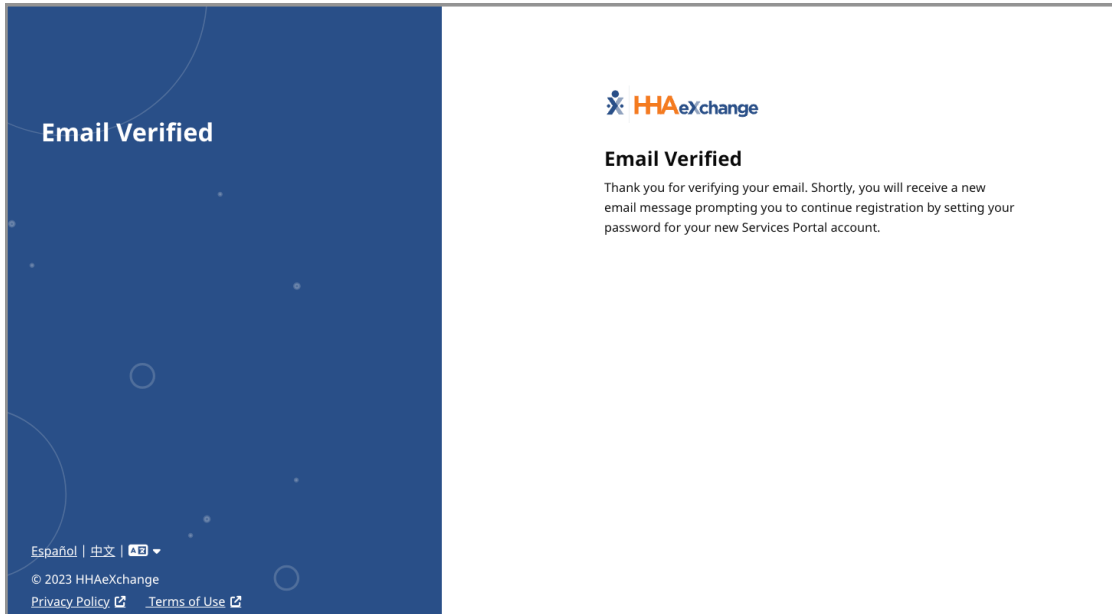 Email Verified
HHAeXchange
Email Verified
Thank you for verifying your email. Shortly, you will receive a new
email message prompting you to continue registration by setting your
password for your new Services Portal account.
Español | 中文 | A
© 2023 HHAeXchange
Privacy Policy Terms of Use